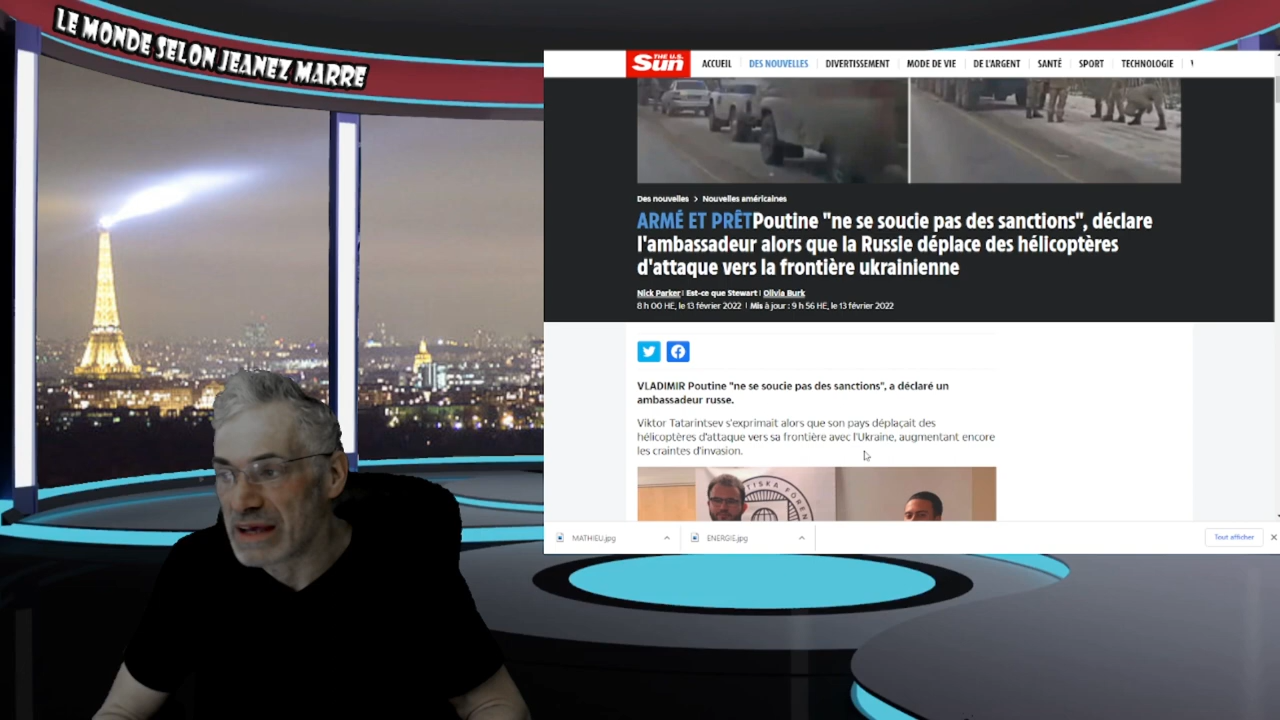 LE MONDE SELON JEANEZ MARRE
THE U.S. Sun
ACCUEIL DES NOUVELLES DIVERTISSEMENT MODE DE VIE DE L'ARGENT SANTÉ SPORT TECHNOLOGIE
Des nouvelles > Nouvelles américaines
ARMÉ ET PRÊTPoutine "ne se soucie pas des sanctions", déclare
l'ambassadeur alors que la Russie déplace des hélicoptères
d'attaque vers la frontière ukrainienne
Nick Parker | Est-ce que Stewart | Olivia Burk
8 h 00 HE, le 13 février 2022 | Mis à jour : 9 h 56 HE, le 13 février 2022
VLADIMIR Poutine "ne se soucie pas des sanctions", a déclaré un
ambassadeur russe.
Viktor Tatarintsev s'exprimait alors que son pays déplaçait des
hélicoptères d'attaque vers sa frontière avec l'Ukraine, augmentant encore
les craintes d'invasion.
TISKA FÖREN
MATHIEU.jpg ENERGIE.jpg Tout afficher